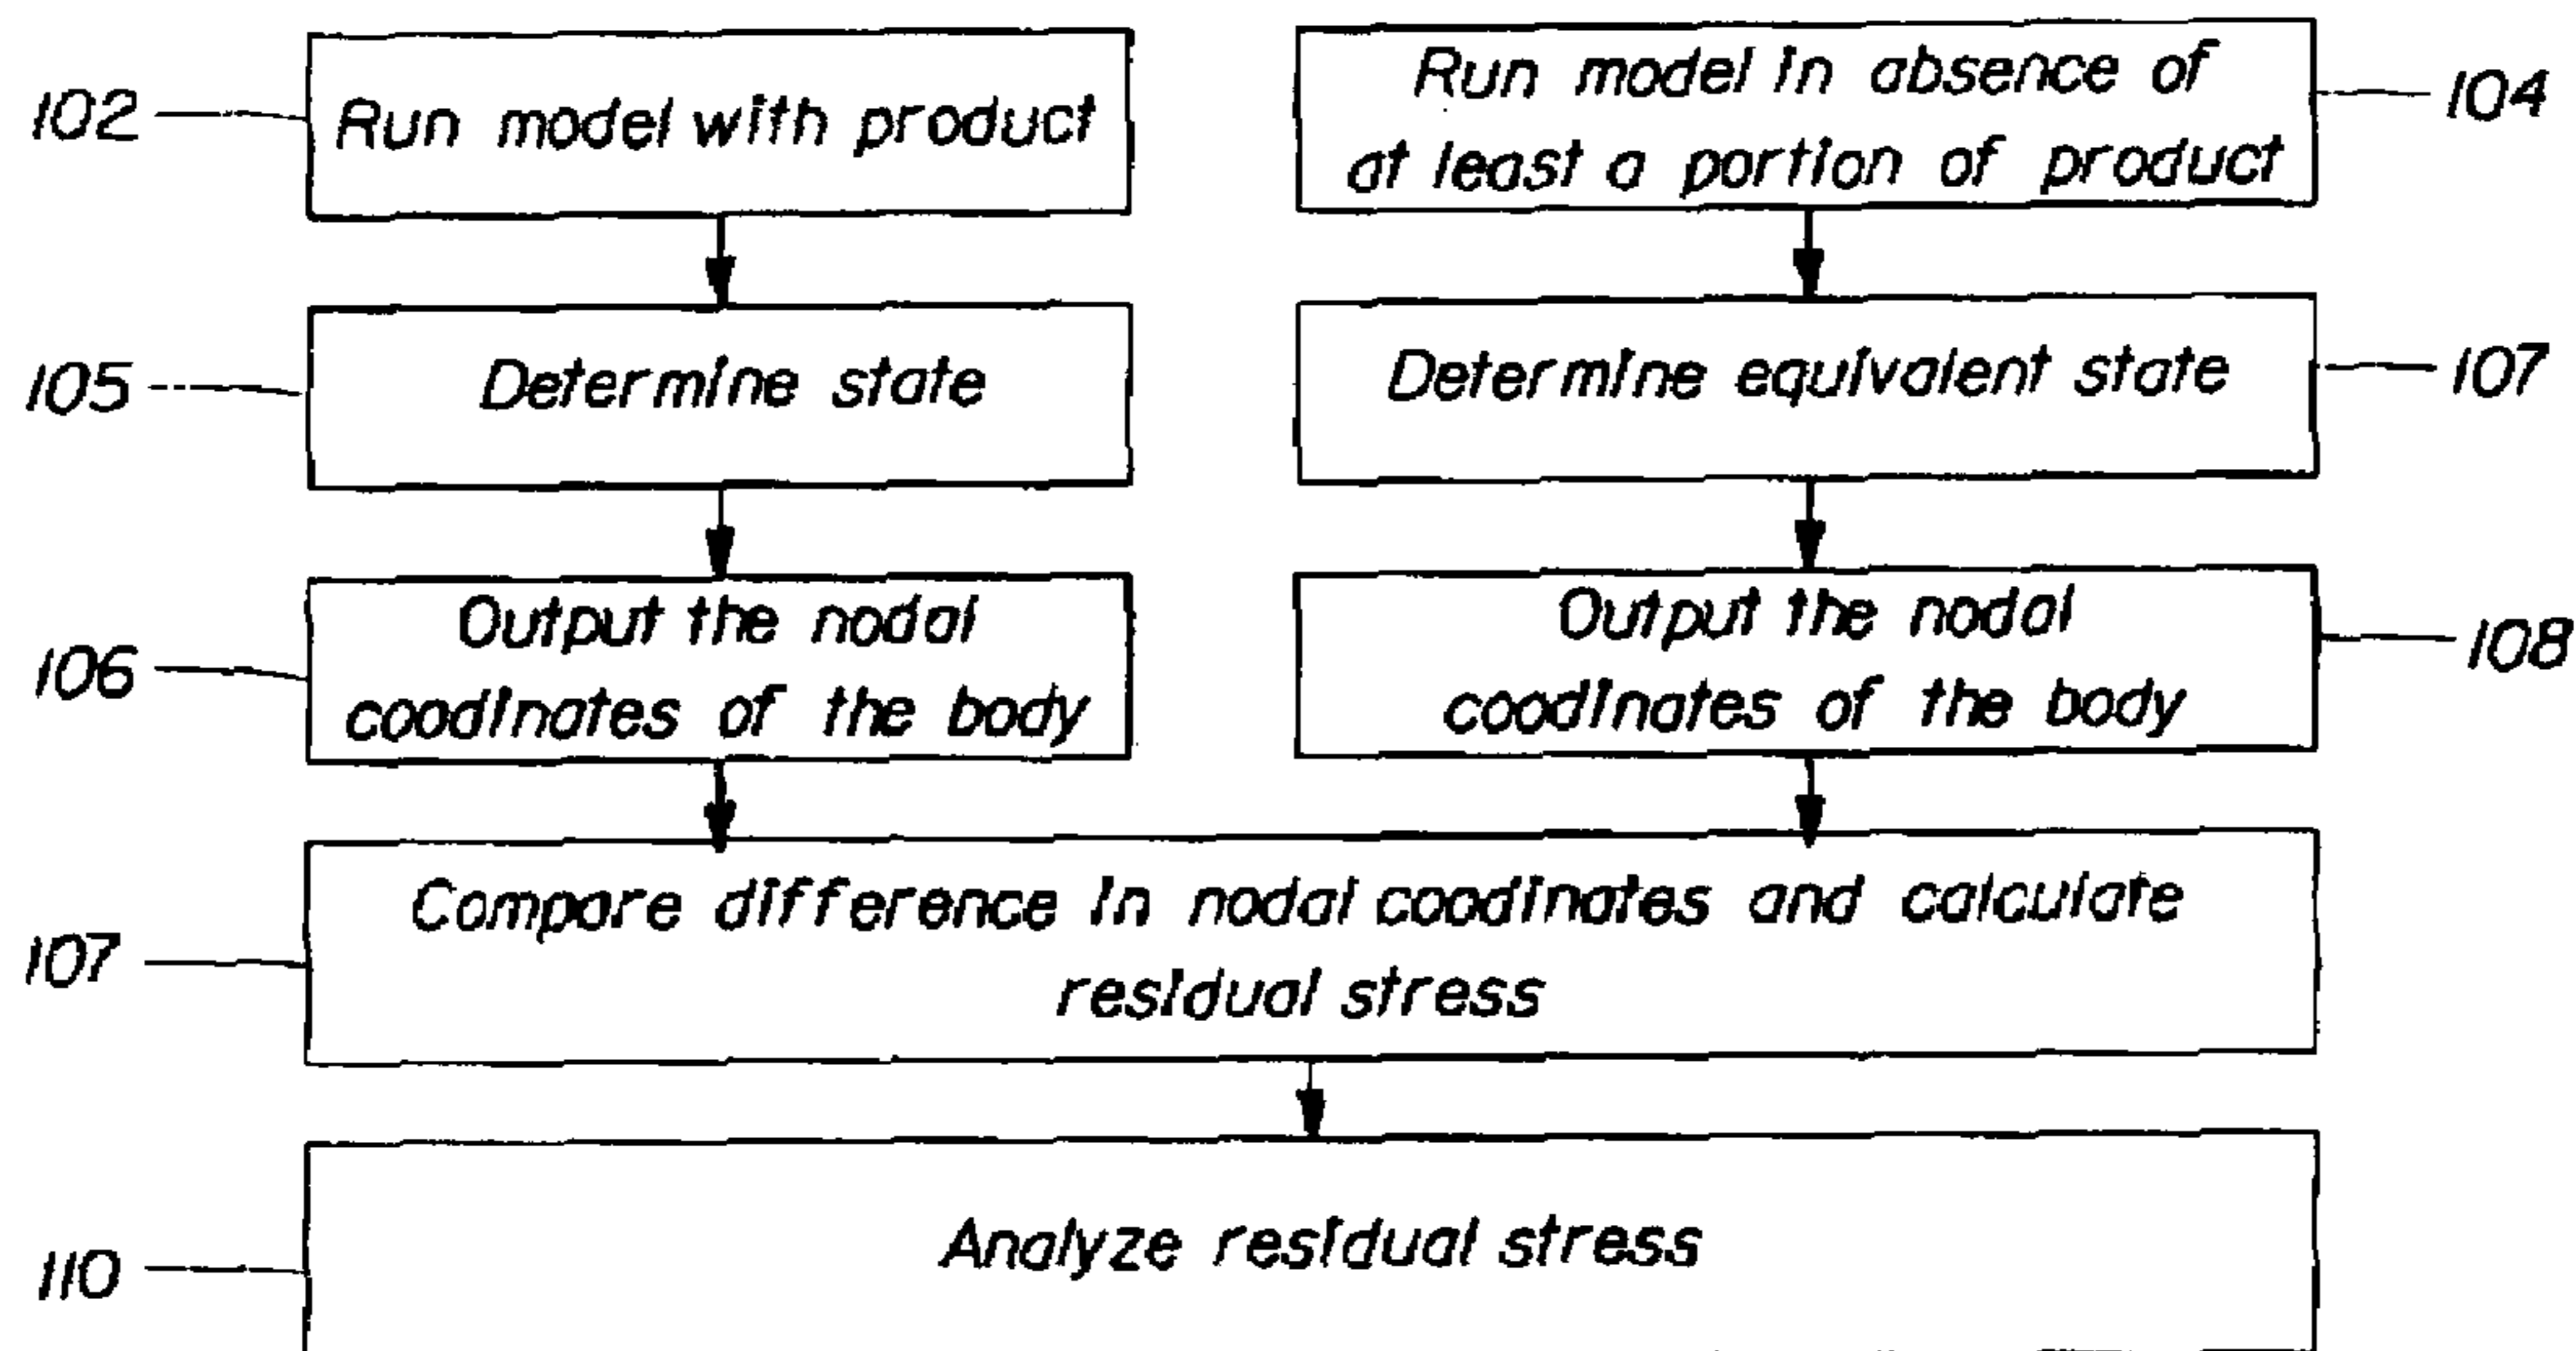 102
Run model with product
Run model in absence of
at least a portion of product
104
105
Determine state
Determine equivalent state
107
106
Output the nodal
coodinates of the body
Output the nodal
coodinates of the body
108
107
Compare difference in nodal coodinates and calculate
residual stress
110
Analyze residual stress